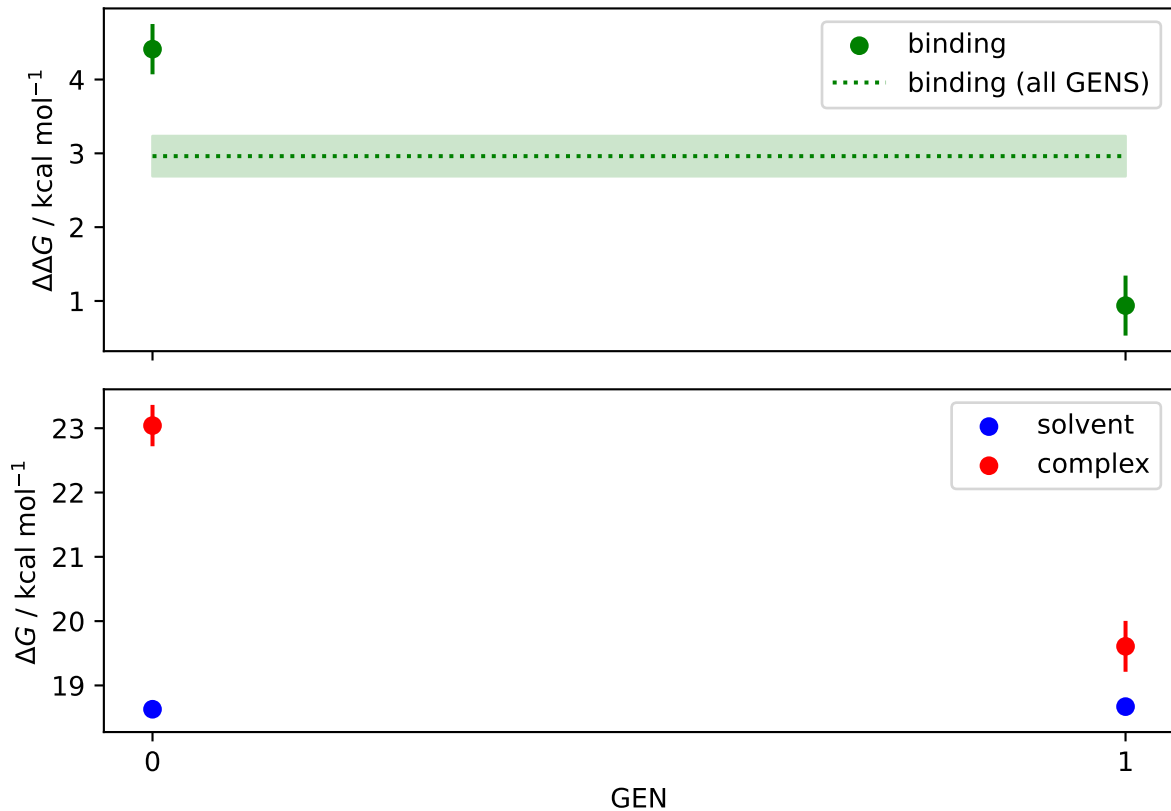 binding
binding (all GENS)
4
3
2
1
ΔΔG / kcal mol⁻¹
solvent
complex
23
22
21
20
19
ΔG / kcal mol⁻¹
0 1
GEN